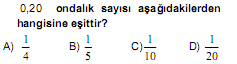 0,20 ondalık sayısı aşağıdakilerden
hangisine eşittir?
A) 1/4 B) 1/5 C) 1/10 D) 1/20